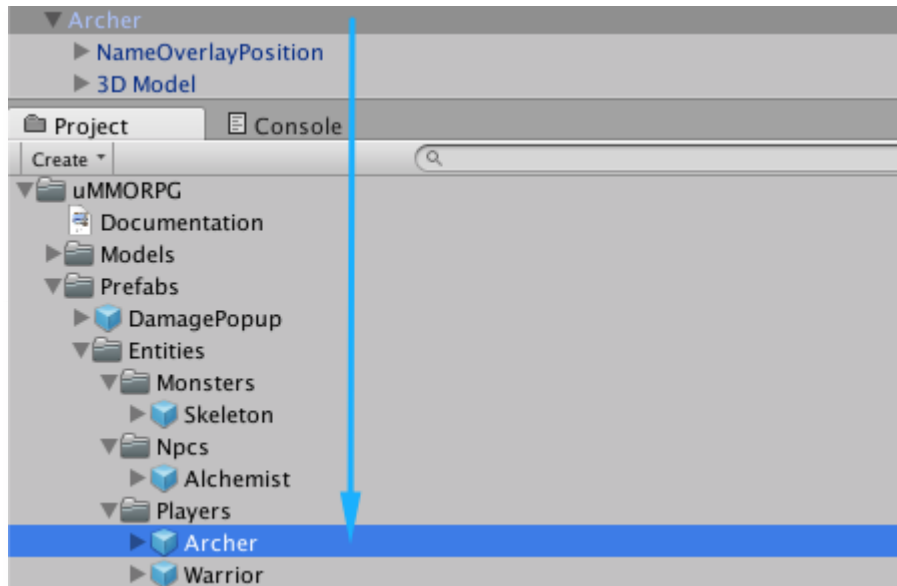 Archer
NameOverlayPosition
3D Model
Project Console
Create
uMMORPG
Documentation
Models
Prefabs
DamagePopup
Entities
Monsters
Skeleton
Npcs
Alchemist
Players
Archer
Warrior